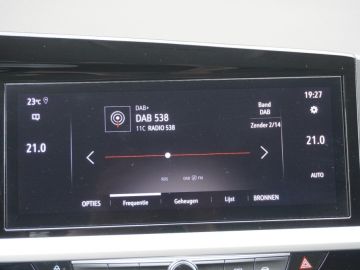 23°C
DAB+
19:27
DAB 538
11C RADIO 538
Band
DAB
Zender 2/14
21.0
21.0
AUTO
OPTIES
Frequentie
Geheugen
Lijst
BRONNEN